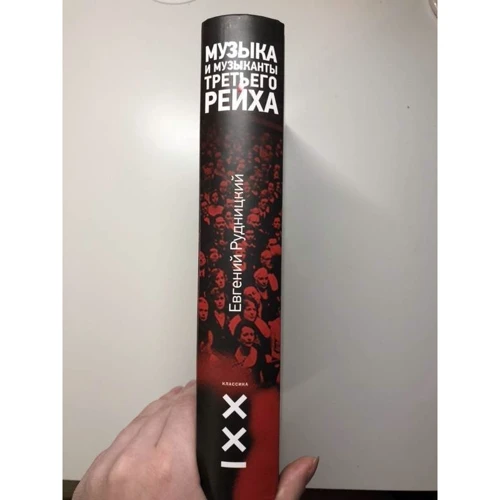 МУЗЫКА
И МУЗЫКАНТЫ
ТРЕТЬЕГО
РЕЙХА
Евгений Рудницкий
КЛАССИКА
XXI